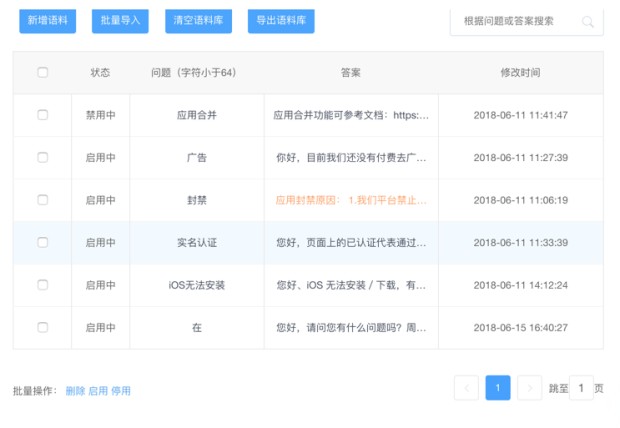 新增语料 批量导入 清空语料库 导出语料库 根据问题或答案搜索
状态 问题（字符小于64） 答案 修改时间
禁用中 应用合并 应用合并功能可参考文档：https:... 2018-06-11 11:41:47
启用中 广告 你好，目前我们还没有付费去广... 2018-06-11 11:27:39
启用中 封禁 应用封禁原因： 1.我们平台禁止... 2018-06-11 11:06:19
启用中 实名认证 您好，页面上的已认证代表通过... 2018-06-11 11:33:39
启用中 iOS无法安装 您好、iOS 无法安装 / 下载，有... 2018-06-11 14:12:24
启用中 在 您好，请问您有什么问题吗？周... 2018-06-15 16:40:27
批量操作： 删除 启用 停用 < 1 > 跳至 1 页